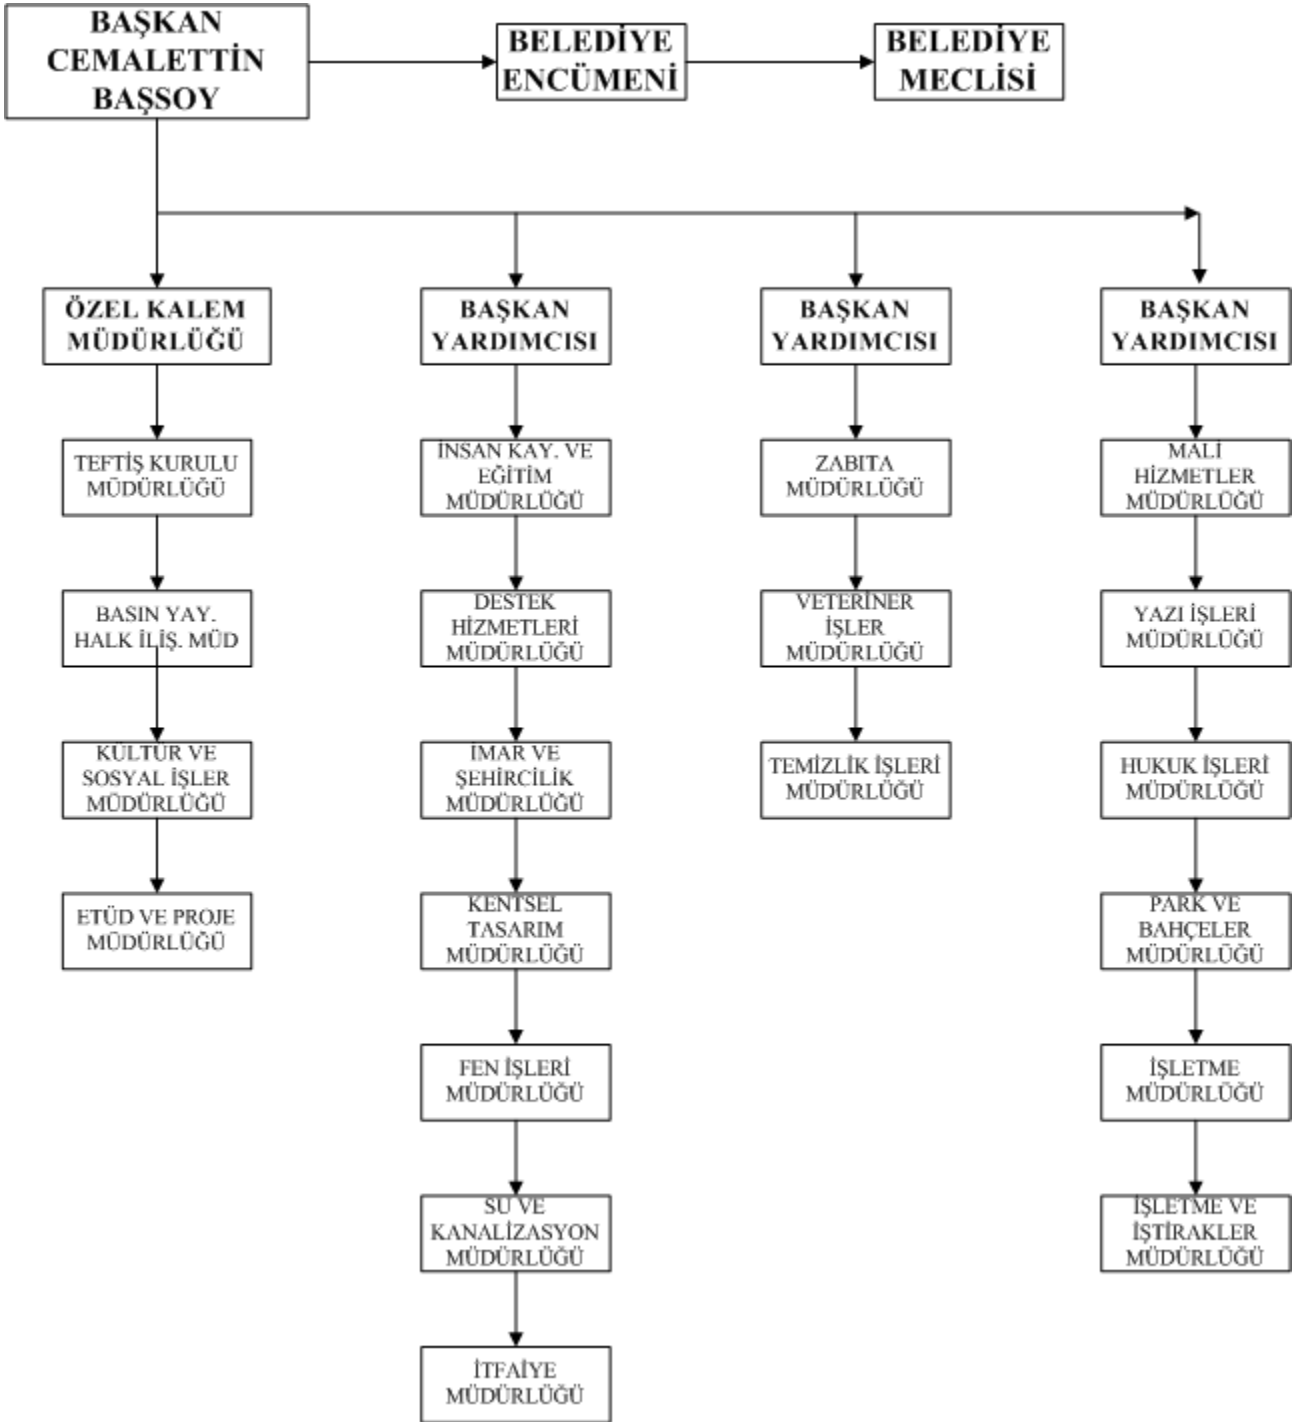 BAŞKAN
CEMALETTİN
BAŞSOY
BELEDİYE
ENCÜMENİ
BELEDİYE
MECLİSİ
ÖZEL KALEM
MÜDÜRLÜĞÜ
TEFTİŞ KURULU
MÜDÜRLÜĞÜ
BASIN YAY.
HALK İLİŞ. MÜD
KÜLTÜR VE
SOSYAL İŞLER
MÜDÜRLÜĞÜ
ETÜD VE PROJE
MÜDÜRLÜĞÜ
BAŞKAN
YARDIMCISI
İNSAN KAY. VE
EĞİTİM
MÜDÜRLÜĞÜ
DESTEK
HİZMETLERİ
MÜDÜRLÜĞÜ
İMAR VE
ŞEHİRCİLİK
MÜDÜRLÜĞÜ
KENTSEL
TASARIM
MÜDÜRLÜĞÜ
FEN İŞLERİ
MÜDÜRLÜĞÜ
SU VE
KANALİZASYON
MÜDÜRLÜĞÜ
İTFAİYE
MÜDÜRLÜĞÜ
BAŞKAN
YARDIMCISI
ZABITA
MÜDÜRLÜĞÜ
VETERİNER
İŞLER
MÜDÜRLÜĞÜ
TEMİZLİK İŞLERİ
MÜDÜRLÜĞÜ
BAŞKAN
YARDIMCISI
MALİ
HİZMETLER
MÜDÜRLÜĞÜ
YAZI İŞLERİ
MÜDÜRLÜĞÜ
HUKUK İŞLERİ
MÜDÜRLÜĞÜ
PARK VE
BAHÇELER
MÜDÜRLÜĞÜ
İŞLETME
MÜDÜRLÜĞÜ
İŞLETME VE
İŞTİRAKLER
MÜDÜRLÜĞÜ